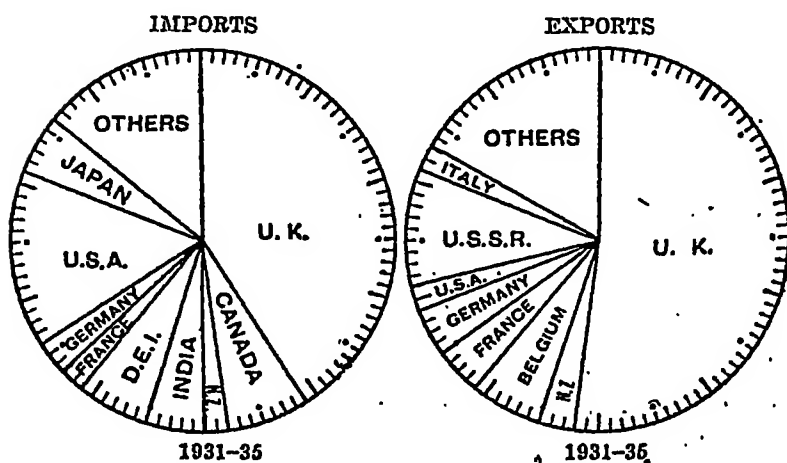 IMPORTS
OTHERS
JAPAN
U. K.
U.S.A.
GERMANY
FRANCE
D.E.I.
INDIA
N.Z.
CANADA
1931-35
EXPORTS
OTHERS
ITALY
U.S.S.R.
U. K.
U.S.A.
GERMANY
FRANCE
BELGIUM
N.Z
1931-35